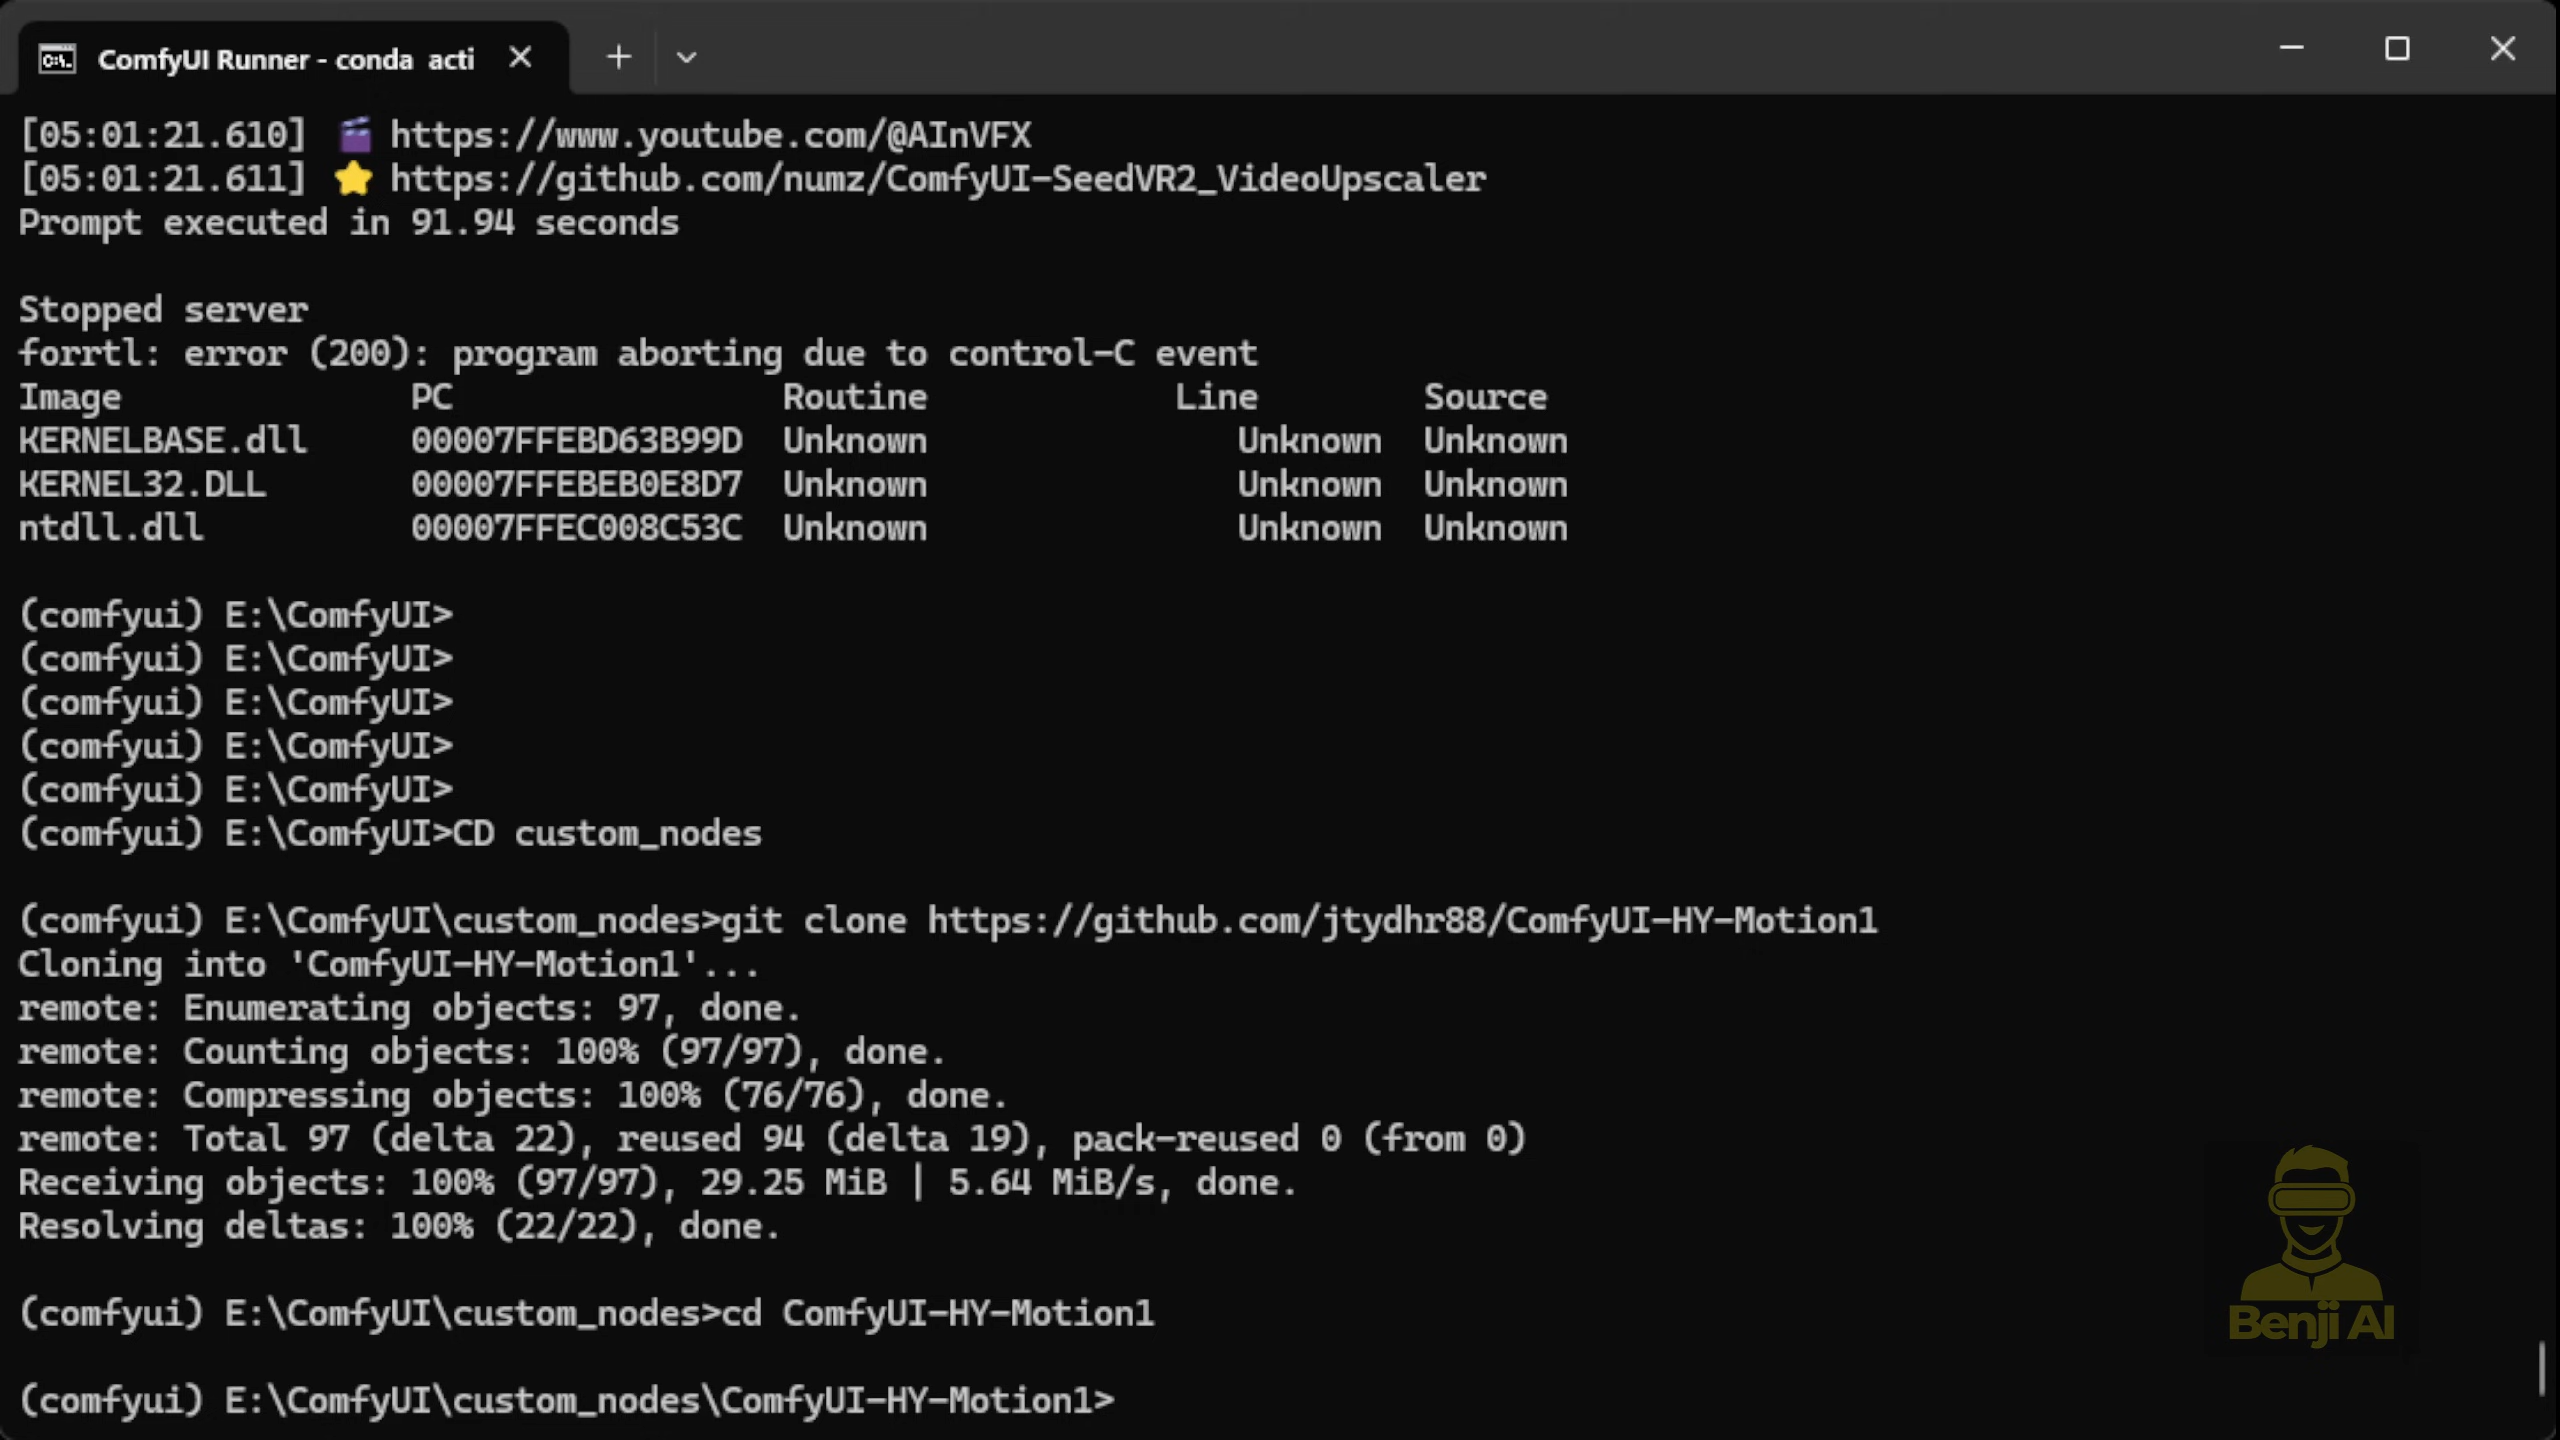 ComfyUI Runner - conda acti
[05:01:21.610] 🎬 https://www.youtube.com/@AInVFX
[05:01:21.611] ⭐ https://github.com/numz/ComfyUI-SeedVR2_VideoUpscaler
Prompt executed in 91.94 seconds
Stopped server
forrtl: error (200): program aborting due to control-C event
Image PC Routine Line Source
KERNELBASE.dll 00007FFEBD63B99D Unknown Unknown Unknown
KERNEL32.DLL 00007FFEBEB0E8D7 Unknown Unknown Unknown
ntdll.dll 00007FFEC008C53C Unknown Unknown Unknown
(comfyui) E:\ComfyUI>
(comfyui) E:\ComfyUI>
(comfyui) E:\ComfyUI>
(comfyui) E:\ComfyUI>
(comfyui) E:\ComfyUI>
(comfyui) E:\ComfyUI>CD custom_nodes
(comfyui) E:\ComfyUI\custom_nodes>git clone https://github.com/jtydhr88/ComfyUI-HY-Motion1
Cloning into 'ComfyUI-HY-Motion1'...
remote: Enumerating objects: 97, done.
remote: Counting objects: 100% (97/97), done.
remote: Compressing objects: 100% (76/76), done.
remote: Total 97 (delta 22), reused 94 (delta 19), pack-reused 0 (from 0)
Receiving objects: 100% (97/97), 29.25 MiB | 5.64 MiB/s, done.
Resolving deltas: 100% (22/22), done.
(comfyui) E:\ComfyUI\custom_nodes>cd ComfyUI-HY-Motion1
(comfyui) E:\ComfyUI\custom_nodes\ComfyUI-HY-Motion1>
Benji AI